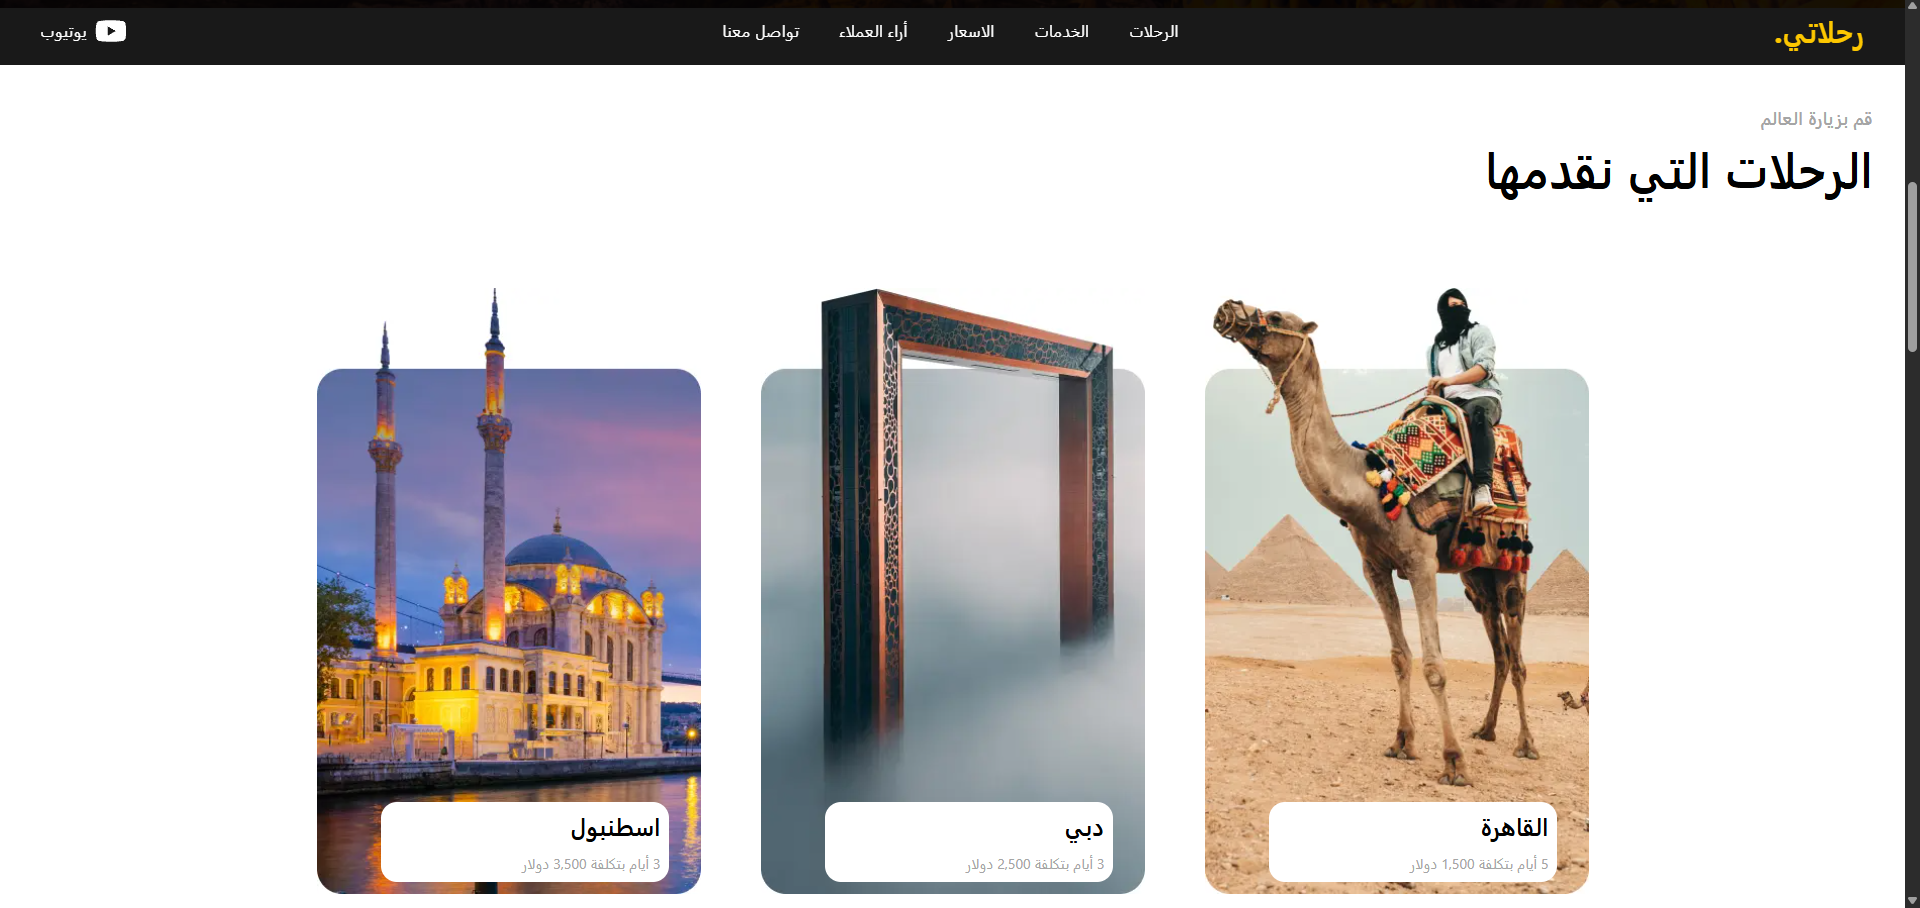 رحلاتي.
الرحلات
الخدمات
الاسعار
أراء العملاء
تواصل معنا
يوتيوب
قم بزيارة العالم
الرحلات التي نقدمها
القاهرة
5 أيام بتكلفة 1,500 دولار
دبي
3 أيام بتكلفة 2,500 دولار
اسطنبول
3 أيام بتكلفة 3,500 دولار